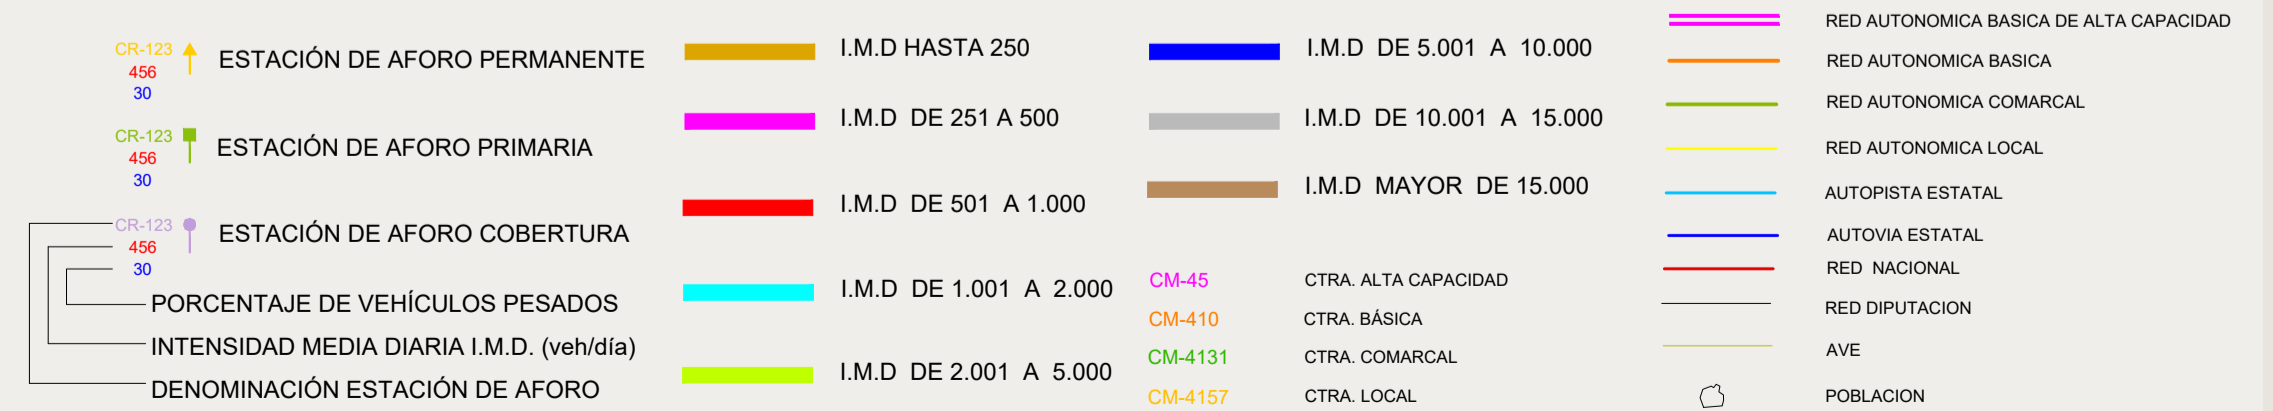 CR-123
456
30
ESTACIÓN DE AFORO PERMANENTE
CR-123
456
30
ESTACIÓN DE AFORO PRIMARIA
CR-123
456
30
ESTACIÓN DE AFORO COBERTURA
PORCENTAJE DE VEHÍCULOS PESADOS
INTENSIDAD MEDIA DIARIA I.M.D. (veh/día)
DENOMINACIÓN ESTACIÓN DE AFORO
I.M.D HASTA 250
I.M.D DE 251 A 500
I.M.D DE 501 A 1.000
I.M.D DE 1.001 A 2.000
I.M.D DE 2.001 A 5.000
I.M.D DE 5.001 A 10.000
I.M.D DE 10.001 A 15.000
I.M.D MAYOR DE 15.000
CM-45 CTRA. ALTA CAPACIDAD
CM-410 CTRA. BÁSICA
CM-4131 CTRA. COMARCAL
CM-4157 CTRA. LOCAL
RED AUTONOMICA BASICA DE ALTA CAPACIDAD
RED AUTONOMICA BASICA
RED AUTONOMICA COMARCAL
RED AUTONOMICA LOCAL
AUTOPISTA ESTATAL
AUTOVIA ESTATAL
RED NACIONAL
RED DIPUTACION
AVE
POBLACION